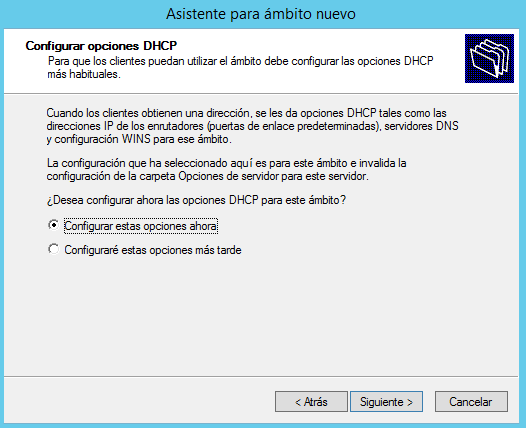 Asistente para ámbito nuevo
Configurar opciones DHCP
Para que los clientes puedan utilizar el ámbito debe configurar las opciones DHCP
más habituales.
Cuando los clientes obtienen una dirección, se les da opciones DHCP tales como las
direcciones IP de los enrutadores (puertas de enlace predeterminadas), servidores DNS
y configuración WINS para ese ámbito.
La configuración que ha seleccionado aquí es para este ámbito e invalida la
configuración de la carpeta Opciones de servidor para este servidor.
¿Desea configurar ahora las opciones DHCP para este ámbito?
Configurar estas opciones ahora
Configuraré estas opciones más tarde
< Atrás
Siguiente >
Cancelar